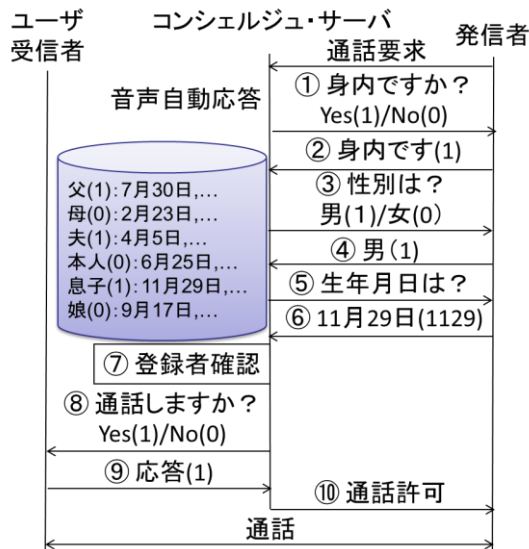 ユーザ
受信者
コンシェルジュ・サーバ
発信者
通話要求
① 身内ですか？
Yes(1)/No(0)
音声自動応答
② 身内です(1)
③ 性別は？
男(1)/女(0)
④ 男(1)
⑤ 生年月日は？
⑥ 11月29日(1129)
父(1)：7月30日,…
母(0)：2月23日,…
夫(1)：4月5日,…
本人(0)：6月25日,…
息子(1)：11月29日,…
娘(0)：9月17日,…
⑦ 登録者確認
⑧ 通話しますか？
Yes(1)/No(0)
⑨ 応答(1)
⑩ 通話許可
通話